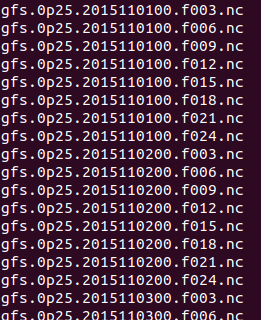 gfs.0p25.2015110100.f003.nc
gfs.0p25.2015110100.f006.nc
gfs.0p25.2015110100.f009.nc
gfs.0p25.2015110100.f012.nc
gfs.0p25.2015110100.f015.nc
gfs.0p25.2015110100.f018.nc
gfs.0p25.2015110100.f021.nc
gfs.0p25.2015110100.f024.nc
gfs.0p25.2015110200.f003.nc
gfs.0p25.2015110200.f006.nc
gfs.0p25.2015110200.f009.nc
gfs.0p25.2015110200.f012.nc
gfs.0p25.2015110200.f015.nc
gfs.0p25.2015110200.f018.nc
gfs.0p25.2015110200.f021.nc
gfs.0p25.2015110200.f024.nc
gfs.0p25.2015110300.f003.nc
gfs.0p25.2015110300.f006.nc